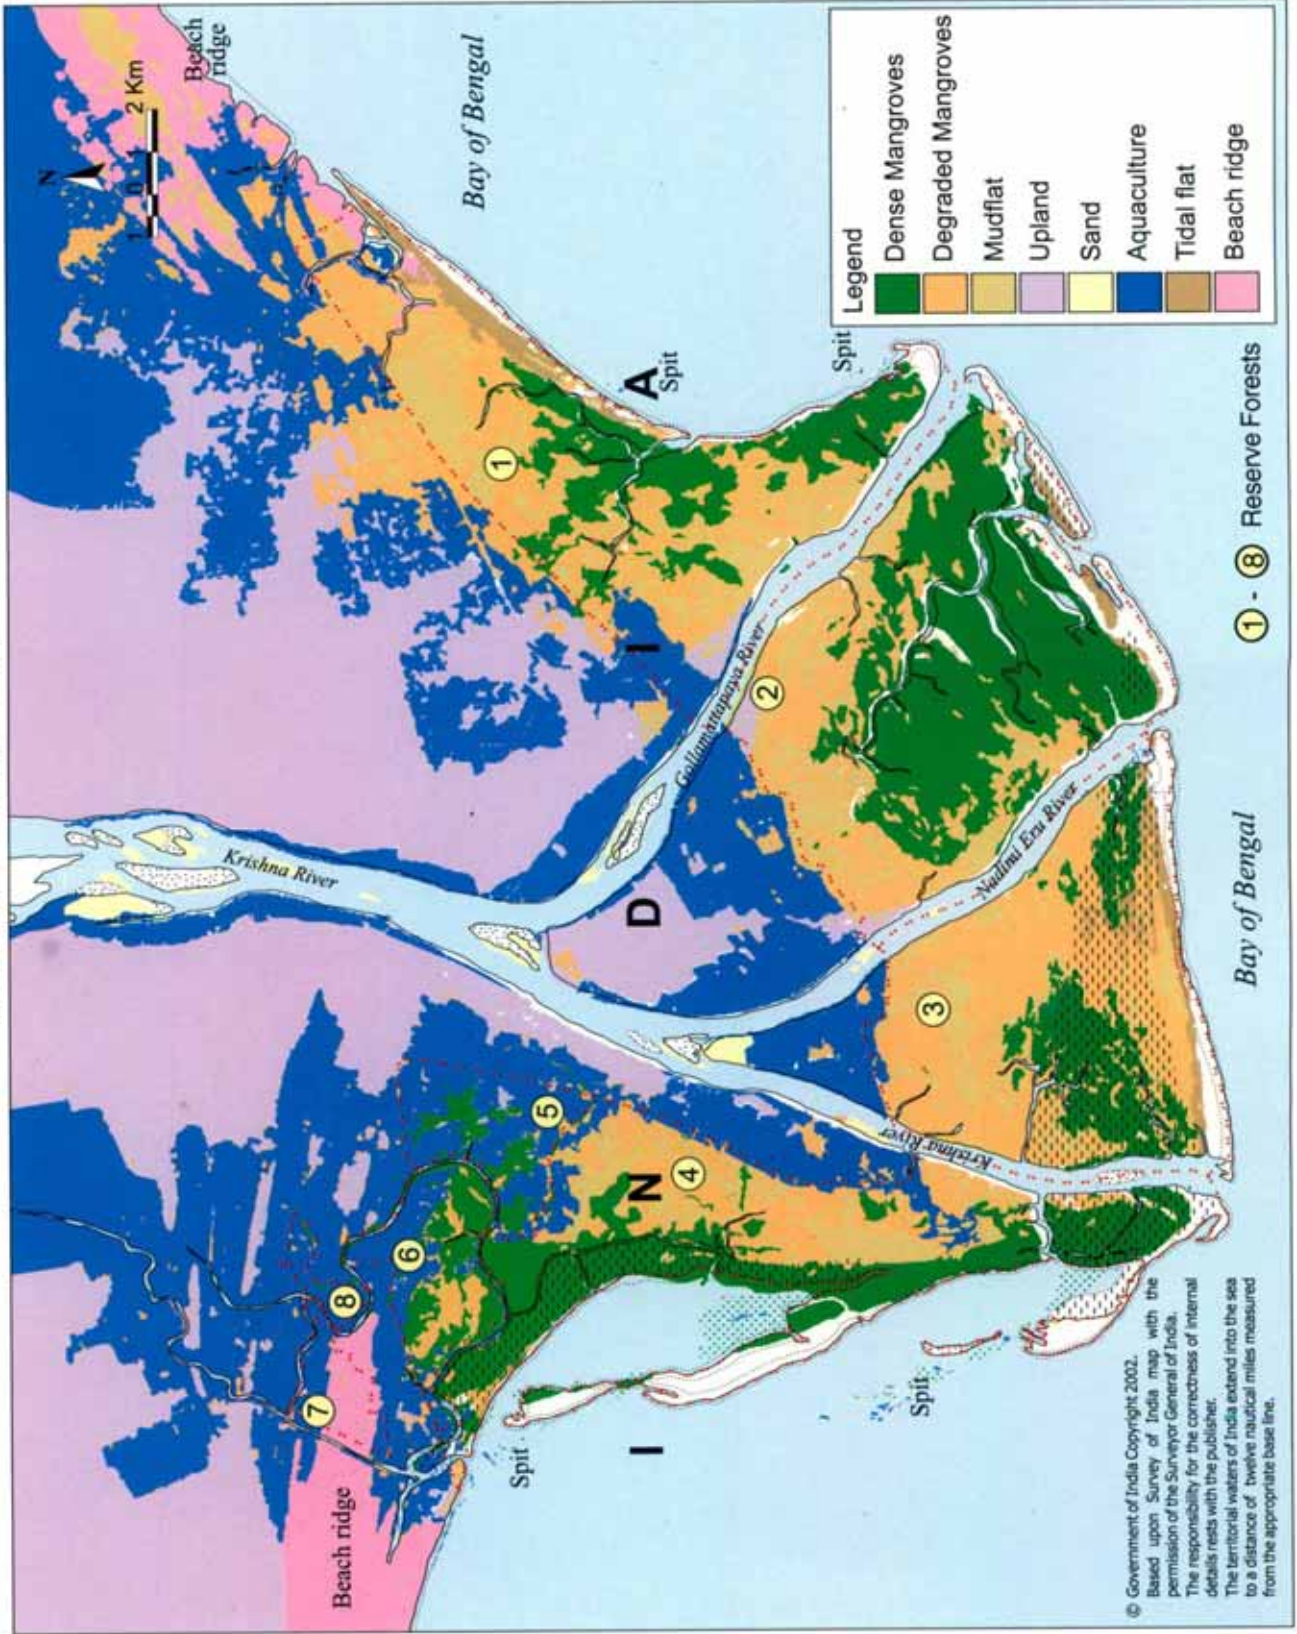 N
1 0 1 2 Km
Beach
ridge
Bay of Bengal
Krishna River
Gollamattapaya River
Nadimi Eru River
Krishna River
I N D I A
Spit
Spit
Spit
Spit
Beach ridge
1
2
3
4
5
6
7
8
Bay of Bengal
Legend
Dense Mangroves
Degraded Mangroves
Mudflat
Upland
Sand
Aquaculture
Tidal flat
Beach ridge
1 - 8 Reserve Forests
© Government of India Copyright 2002.
Based upon Survey of India map with the
permission of the Surveyor General of India.
The responsibility for the correctness of internal
details rests with the publisher.
The territorial waters of India extend into the sea
to a distance of twelve nautical miles measured
from the appropriate base line.